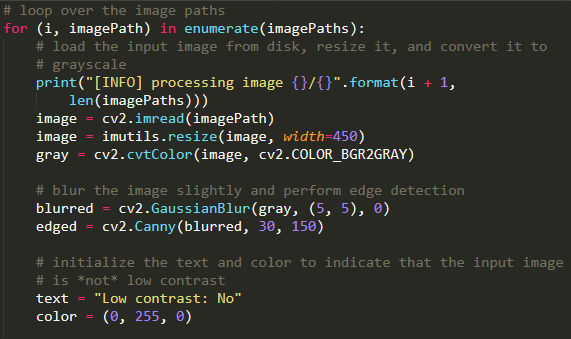 # loop over the image paths
for (i, imagePath) in enumerate(imagePaths):
    # load the input image from disk, resize it, and convert it to
    # grayscale
    print("[INFO] processing image {}/{}".format(i + 1,
        len(imagePaths)))
    image = cv2.imread(imagePath)
    image = imutils.resize(image, width=450)
    gray = cv2.cvtColor(image, cv2.COLOR_BGR2GRAY)

    # blur the image slightly and perform edge detection
    blurred = cv2.GaussianBlur(gray, (5, 5), 0)
    edged = cv2.Canny(blurred, 30, 150)

    # initialize the text and color to indicate that the input image
    # is *not* low contrast
    text = "Low contrast: No"
    color = (0, 255, 0)